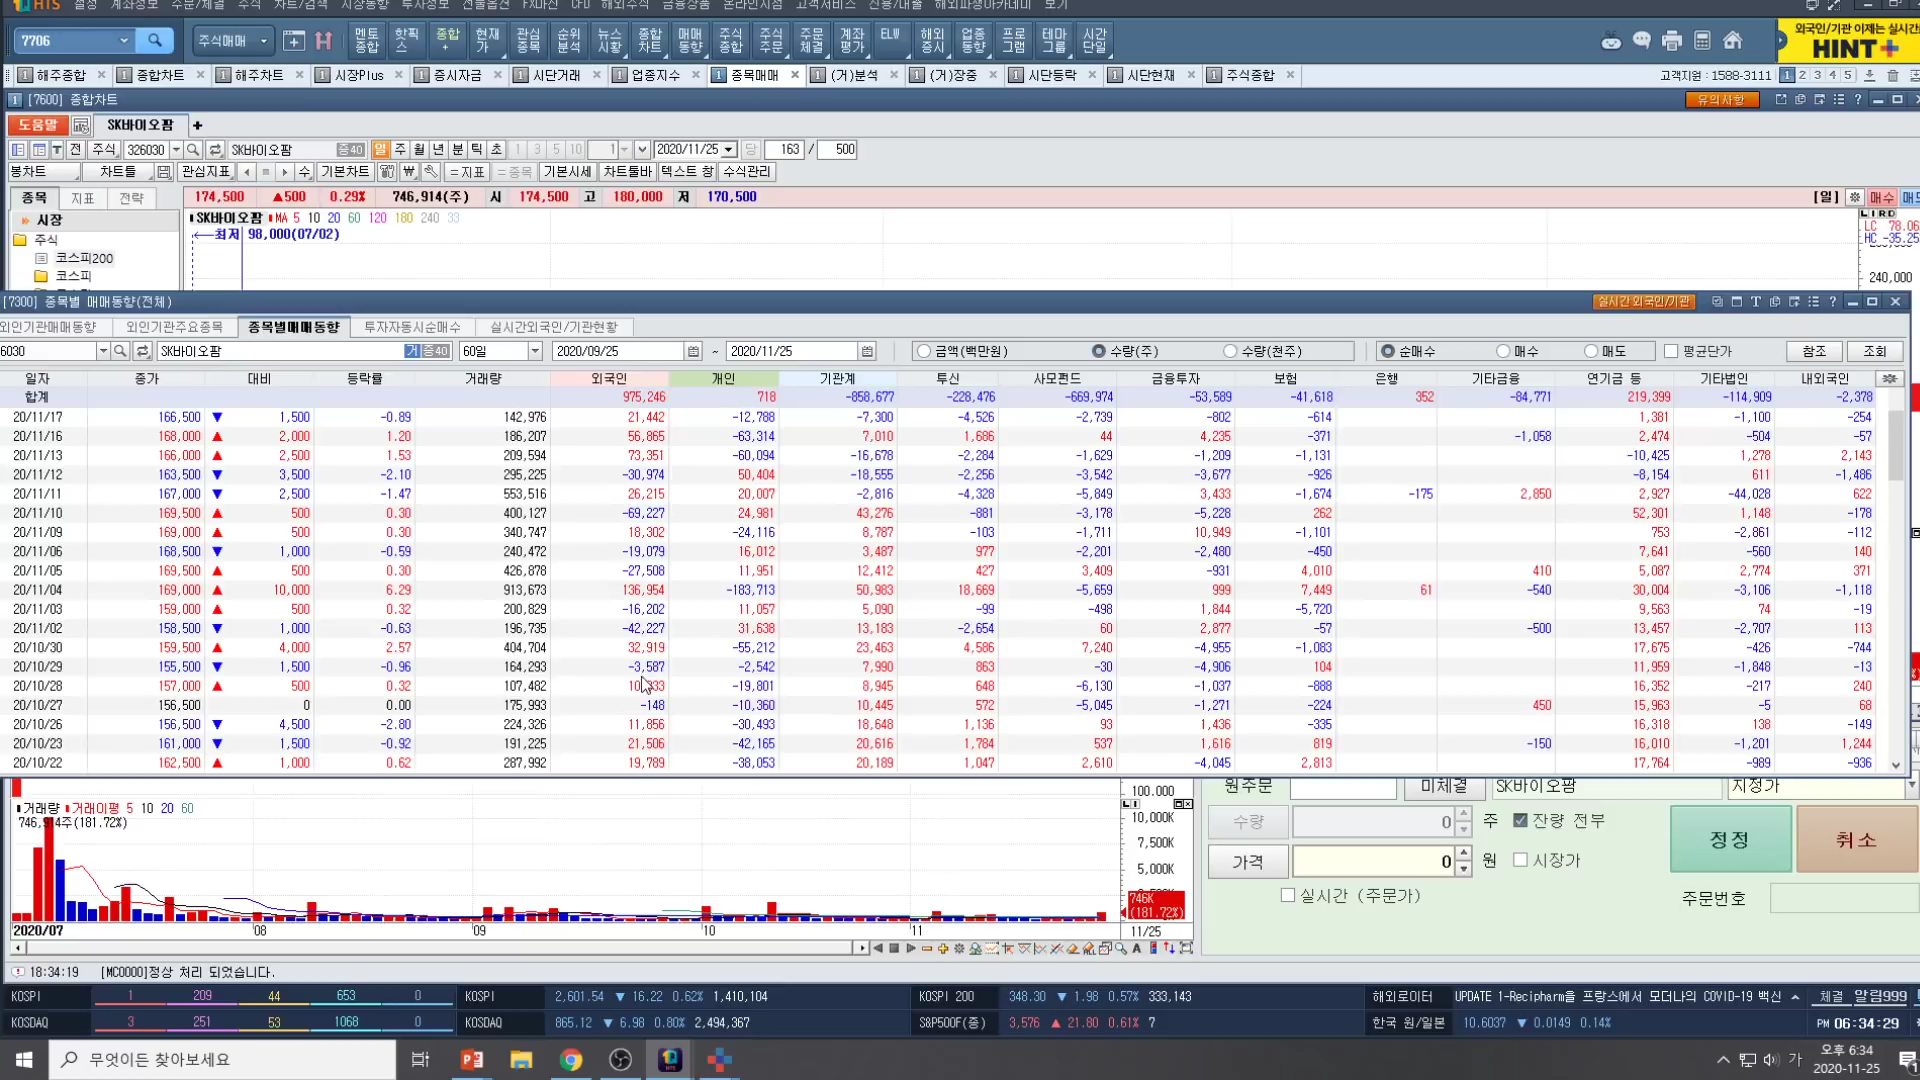 HTS 설정 계좌정보 주문/체결 주식 차트/검색 시장동향 투자정보 선물옵션 FX마진 CFD 해외주식 금융상품 온라인지점 고객서비스 신용/대출 해외파생아카데미 보기
7706 주식매매 멘토종합 핫픽스 종합+ 현재가 관심종목 순위분석 뉴스시황 종합차트 매매동향 주식종합 주식주문 주문체결 계좌평가 ELW 해외증시 업종동향 프로그램 테마그룹 시간단일
외국인/기관 이제는 실시간
HINT+
해주종합 종합차트 해주차트 시장Plus 증시자금 시단거래 업종지수 종목매매 (거)분석 (거)장중 시단등락 시단현재 주식종합 고객지원 : 1588-3111 1 2 3 4 5
1 [7600] 종합차트 유의사항
도움말 SK바이오팜 +
전 주식 326030 SK바이오팜 증40 일 주 월 년 분 틱 초 1 3 5 10 1 2020/11/25 당 163 / 500
봉차트 차트틀 관심지표 수 기본차트 =지표 =종목 기본시세 차트툴바 텍스트 창 수식관리
종목 지표 전략 174,500 ▲500 0.29% 746,914(주) 시 174,500 고 180,000 저 170,500 [일] 매수
시장 SK바이오팜 MA 5 10 20 60 120 180 240 33 LIRD
주식 ←최저 98,000(07/02) LC 78.06
HC -35.25
코스피200
코스피 240,000
[7300] 종목별 매매동향(전체) 실시간 외국인/기관
외인기관매매동향 외인기관주요종목 종목별매매동향 투자자동시순매수 실시간외국인/기관현황
6030 SK바이오팜 거 증40 60일 2020/09/25 ~ 2020/11/25 금액(백만원) 수량(주) 수량(천주) 순매수 매수 매도 평균단가 참조 조회
일자 종가 대비 등락률 거래량 외국인 개인 기관계 투신 사모펀드 금융투자 보험 은행 기타금융 연기금 등 기타법인 내외국인
합계 975,246 718 -858,677 -228,476 -669,974 -53,589 -41,618 352 -84,771 219,399 -114,909 -2,378
20/11/17 166,500 ▼ 1,500 -0.89 142,976 21,442 -12,788 -7,300 -4,526 -2,739 -802 -614 1,381 -1,100 -254
20/11/16 168,000 ▲ 2,000 1.20 186,207 56,865 -63,314 7,010 1,686 44 4,235 -371 -1,058 2,474 -504 -57
20/11/13 166,000 ▲ 2,500 1.53 209,594 73,351 -60,094 -16,678 -2,284 -1,629 -1,209 -1,131 -10,425 1,278 2,143
20/11/12 163,500 ▼ 3,500 -2.10 295,225 -30,974 50,404 -18,555 -2,256 -3,542 -3,677 -926 -8,154 611 -1,486
20/11/11 167,000 ▼ 2,500 -1.47 553,516 26,215 20,007 -2,816 -4,328 -5,849 3,433 -1,674 -175 2,850 2,927 -44,028 622
20/11/10 169,500 ▲ 500 0.30 400,127 -69,227 24,981 43,276 -881 -3,178 -5,228 262 52,301 1,148 -178
20/11/09 169,000 ▲ 500 0.30 340,747 18,302 -24,116 8,787 -103 -1,711 10,949 -1,101 753 -2,861 -112
20/11/06 168,500 ▼ 1,000 -0.59 240,472 -19,079 16,012 3,487 977 -2,201 -2,480 -450 7,641 -560 140
20/11/05 169,500 ▲ 500 0.30 426,878 -27,508 11,951 12,412 427 3,409 -931 4,010 410 5,087 2,774 371
20/11/04 169,000 ▲ 10,000 6.29 913,673 136,954 -183,713 50,983 18,669 -5,659 999 7,449 61 -540 30,004 -3,106 -1,118
20/11/03 159,000 ▲ 500 0.32 200,829 -16,202 11,057 5,090 -99 -498 1,844 -5,720 9,563 74 -19
20/11/02 158,500 ▼ 1,000 -0.63 196,735 -42,227 31,638 13,183 -2,654 60 2,877 -57 -500 13,457 -2,707 113
20/10/30 159,500 ▲ 4,000 2.57 404,704 32,919 -55,212 23,463 4,586 7,240 -4,955 -1,083 17,675 -426 -744
20/10/29 155,500 ▼ 1,500 -0.96 164,293 -3,587 -2,542 7,990 863 -30 -4,906 104 11,959 -1,848 -13
20/10/28 157,000 ▲ 500 0.32 107,482 -19,801 8,945 648 -6,130 -1,037 -888 16,352 -217 240
20/10/27 156,500 0 0.00 175,993 -148 -10,360 10,445 572 -5,045 -1,271 -224 450 15,963 -5 68
20/10/26 156,500 ▼ 4,500 -2.80 224,326 11,856 -30,493 18,648 1,136 93 1,436 -335 16,318 138 -149
20/10/23 161,000 ▼ 1,500 -0.92 191,225 21,506 -42,165 20,616 1,784 537 1,616 819 -150 16,010 -1,201 1,244
20/10/22 162,500 ▲ 1,000 0.62 287,992 19,789 -38,053 20,189 1,047 2,610 -4,045 2,813 17,764 -989 -936
100.000 원주문 미체결 SK바이오팜 지정가
거래량 거래이평 5 10 20 60
746,914주(181.72%)
10,000K
7,500K
5,000K
746K
(181.72%)
수량 0 주 잔량 전부 정정 취소
가격 0 원 시장가
실시간 (주문가) 주문번호
2020/07 08 09 10 11 11/25
18:34:19 [MC0000]정상 처리 되었습니다.
KOSPI 1 209 44 653 0 KOSPI 2,601.54 ▼ 16.22 0.62% 1,410,104 KOSPI 200 348.30 ▼ 1.98 0.57% 333,143 해외로이터 UPDATE 1-Recipharm을 프랑스에서 모더나의 COVID-19 백신 체결 알림999
KOSDAQ 3 251 53 1068 0 KOSDAQ 865.12 ▼ 6.98 0.80% 2,494,367 S&P500F(종) 3,576 ▲ 21.80 0.61% 7 한국 원/일본 10.6037 ▼ 0.0149 0.14% PM 06:34:29
무엇이든 찾아보세요 가 오후 6:34
2020-11-25